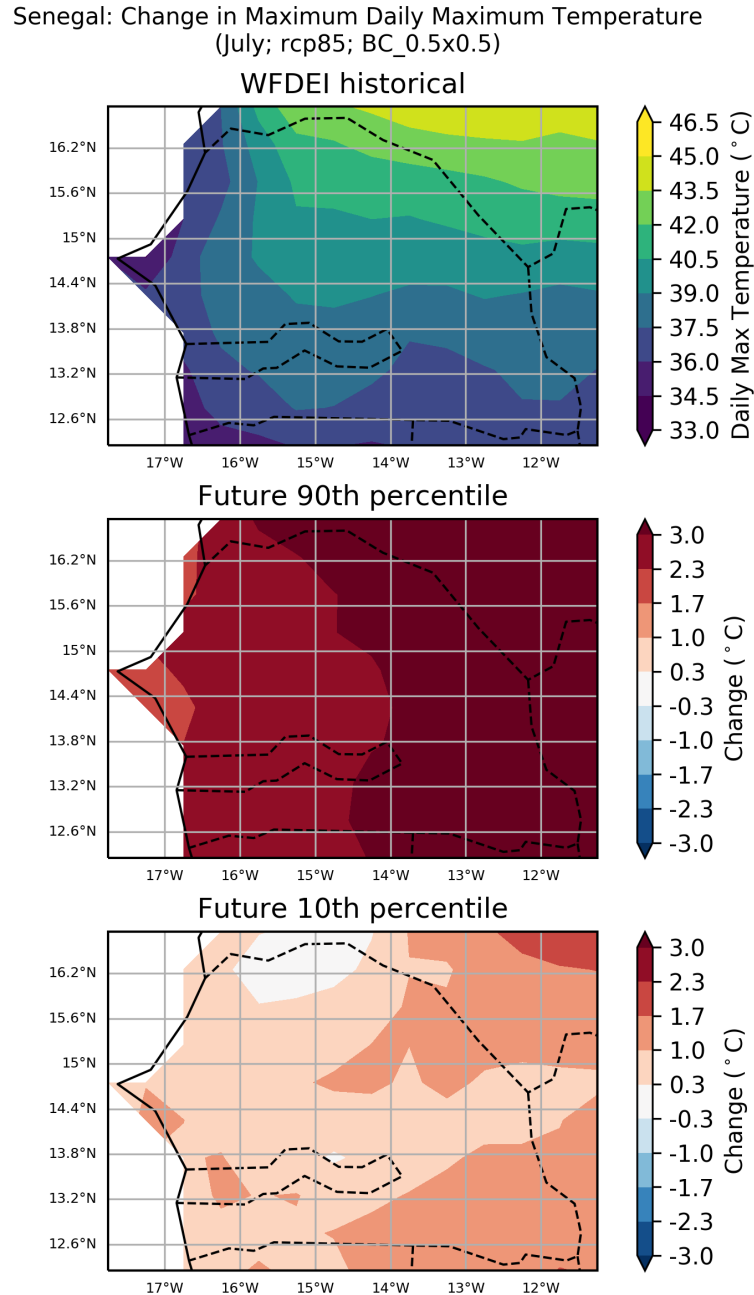 Senegal: Change in Maximum Daily Maximum Temperature
(July; rcp85; BC_0.5x0.5)
WFDEI historical
16.2°N
15.6°N
15°N
14.4°N
13.8°N
13.2°N
12.6°N
17°W 16°W 15°W 14°W 13°W 12°W
46.5
45.0
43.5
42.0
40.5
39.0
37.5
36.0
34.5
33.0
Daily Max Temperature (°C)
Future 90th percentile
16.2°N
15.6°N
15°N
14.4°N
13.8°N
13.2°N
12.6°N
17°W 16°W 15°W 14°W 13°W 12°W
3.0
2.3
1.7
1.0
0.3
-0.3
-1.0
-1.7
-2.3
-3.0
Change (°C)
Future 10th percentile
16.2°N
15.6°N
15°N
14.4°N
13.8°N
13.2°N
12.6°N
17°W 16°W 15°W 14°W 13°W 12°W
3.0
2.3
1.7
1.0
0.3
-0.3
-1.0
-1.7
-2.3
-3.0
Change (°C)